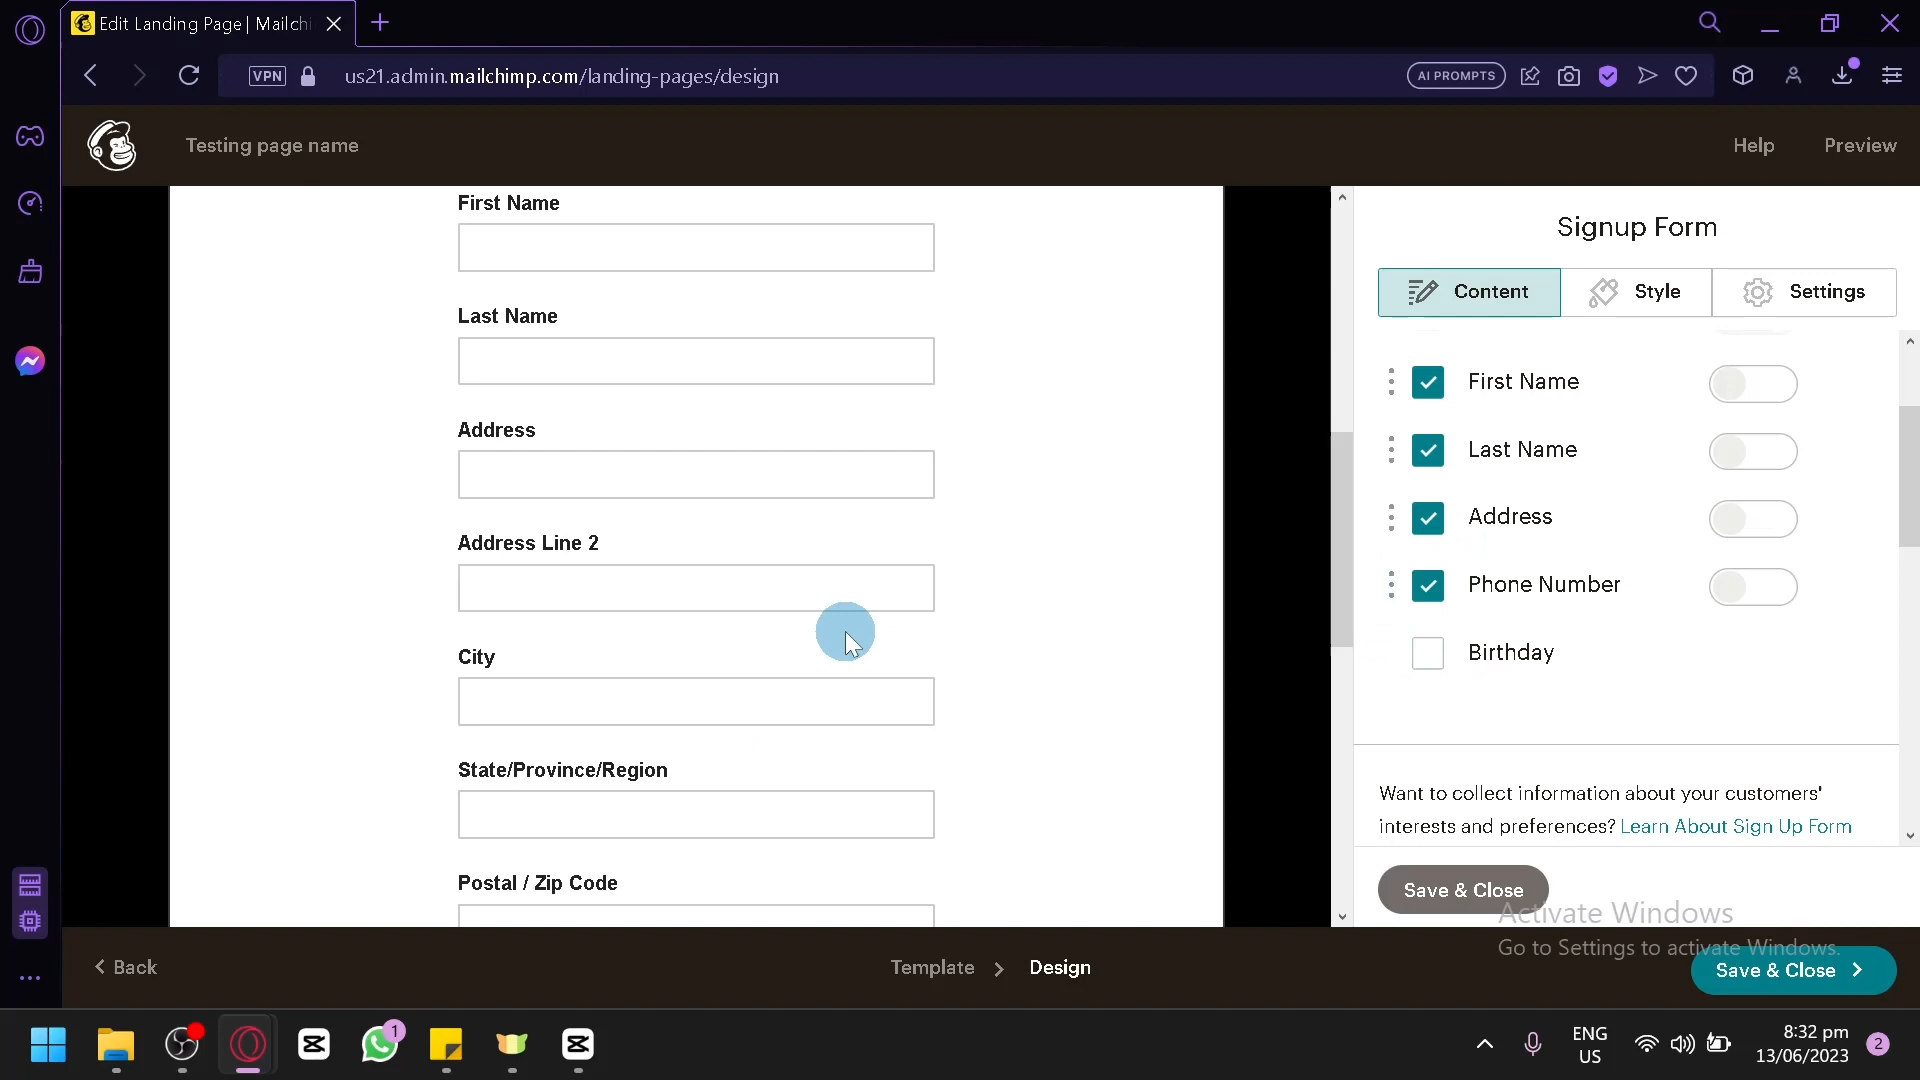 Edit Landing Page | Mailchi
VPN
us21.admin.mailchimp.com/landing-pages/design
AI PROMPTS
Testing page name
Help
Preview
First Name
Last Name
Address
Address Line 2
City
State/Province/Region
Postal / Zip Code
Signup Form
Content
Style
Settings
First Name
Last Name
Address
Phone Number
Birthday
Want to collect information about your customers'
interests and preferences? Learn About Sign Up Form
Save & Close
Activate Windows
Go to Settings to activate Windows.
Back
Template
Design
Save & Close
1
ENG
US
8:32 pm
13/06/2023
2